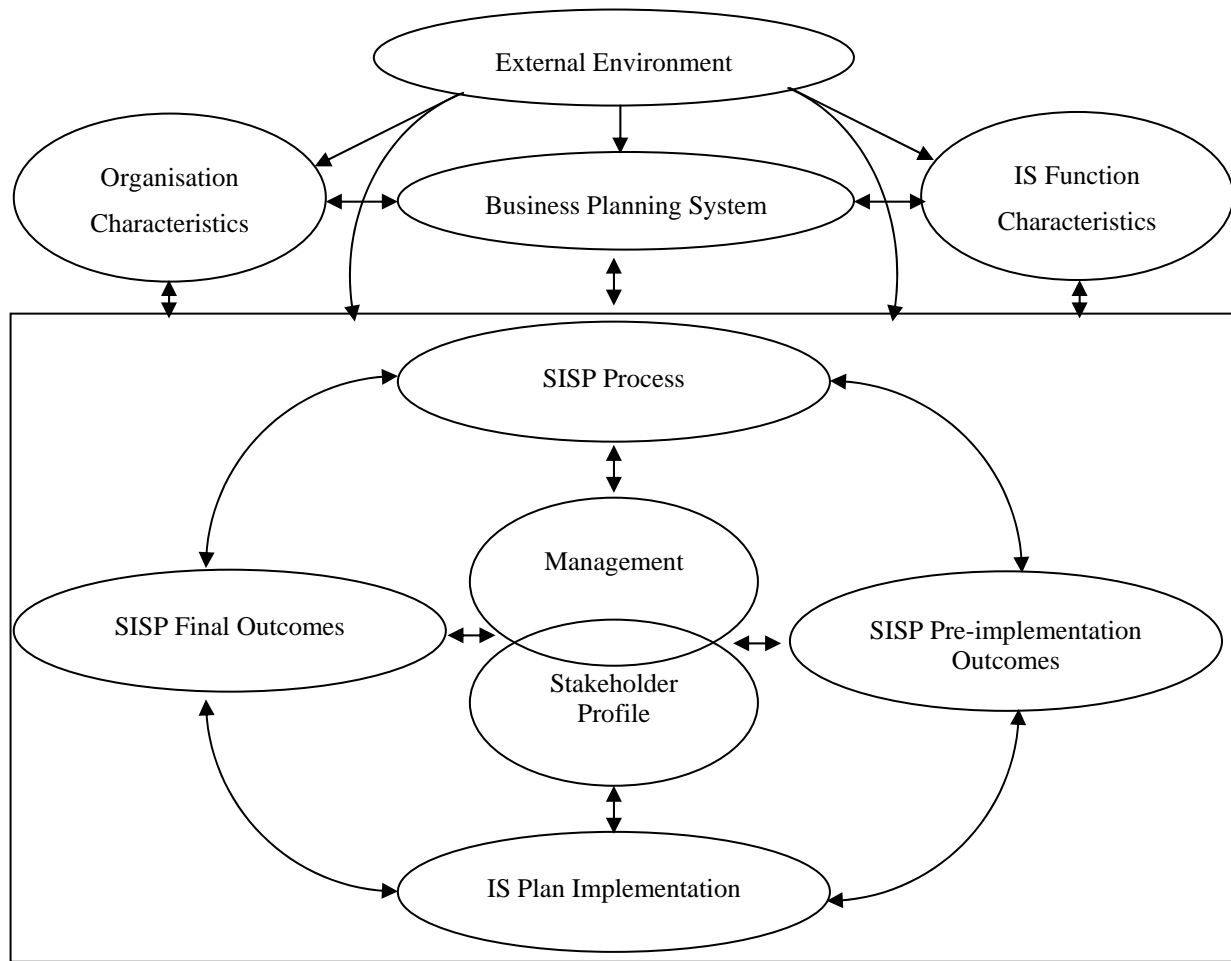 External Environment
Organisation
Characteristics
Business Planning System
IS Function
Characteristics
SISP Process
Management
SISP Final Outcomes
SISP Pre-implementation
Outcomes
Stakeholder
Profile
IS Plan Implementation